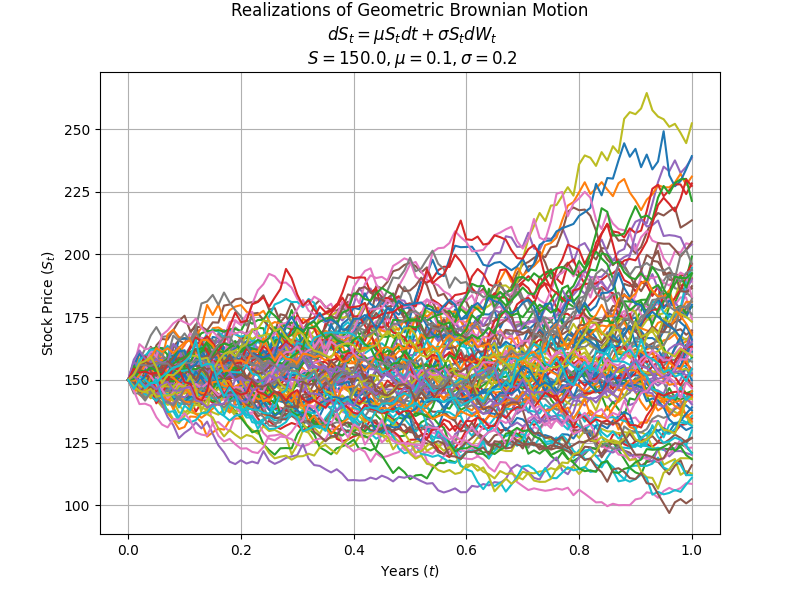 Realizations of Geometric Brownian Motion
$dS_t = \mu S_t dt + \sigma S_t dW_t$
$S = 150.0, \mu = 0.1, \sigma = 0.2$
Stock Price ($S_t$)
250
225
200
175
150
125
100
0.0 0.2 0.4 0.6 0.8 1.0
Years ($t$)